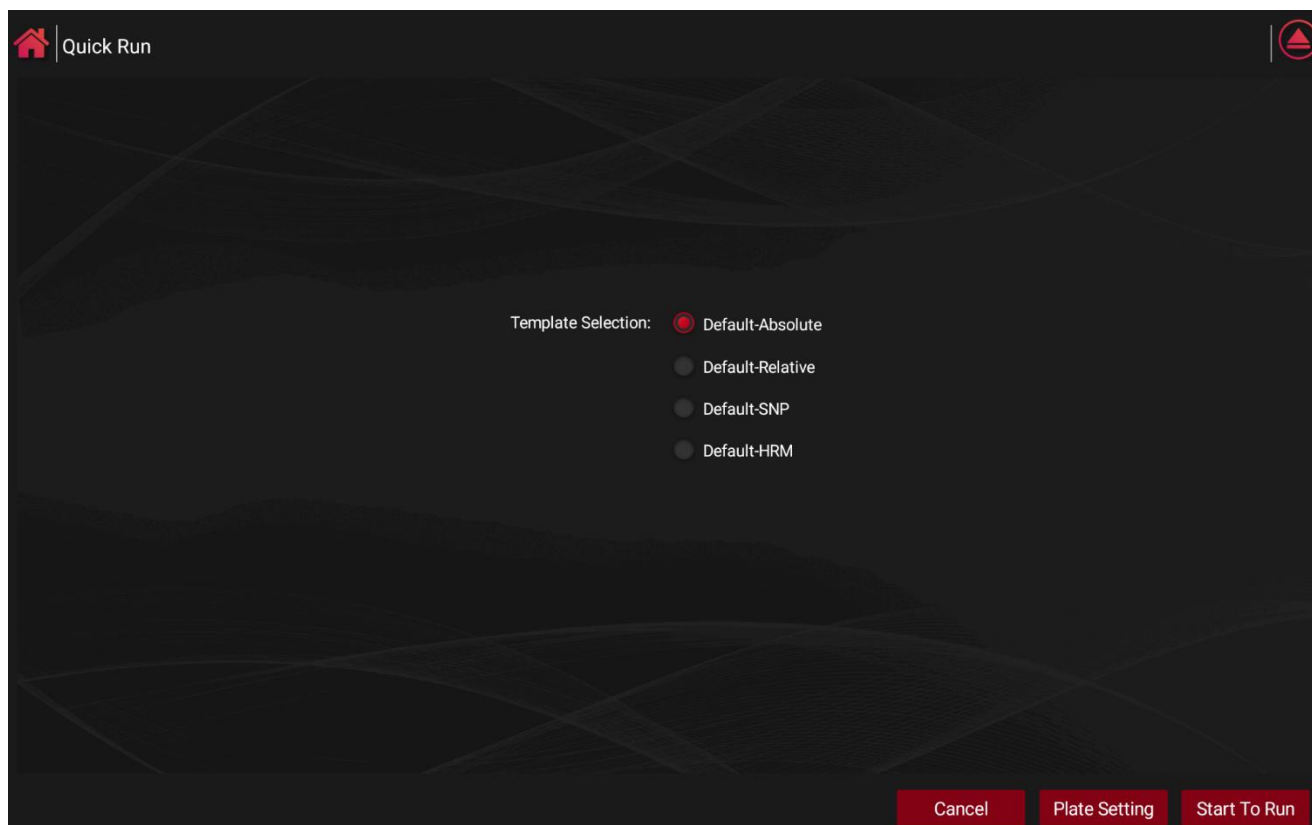 Quick Run
Template Selection:
Default-Absolute
Default-Relative
Default-SNP
Default-HRM
Cancel
Plate Setting
Start To Run